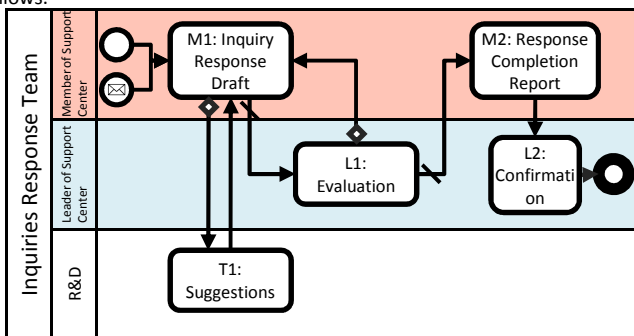 llows:
Inquiries Response Team
Member of Support
Center
M1: Inquiry
Response
Draft
M2: Response
Completion
Report
Leader of Support
Center
L1:
Evaluation
L2:
Confirmati
on
R&D
T1:
Suggestions